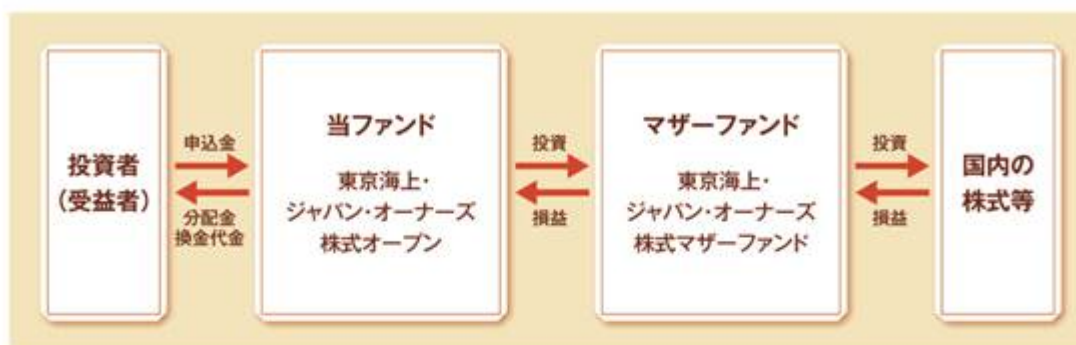 投資者
（受益者）
申込金
分配金
換金代金
当ファンド
東京海上・
ジャパン・オーナーズ
株式オープン
投資
損益
マザーファンド
東京海上・
ジャパン・オーナーズ
株式マザーファンド
投資
損益
国内の
株式等